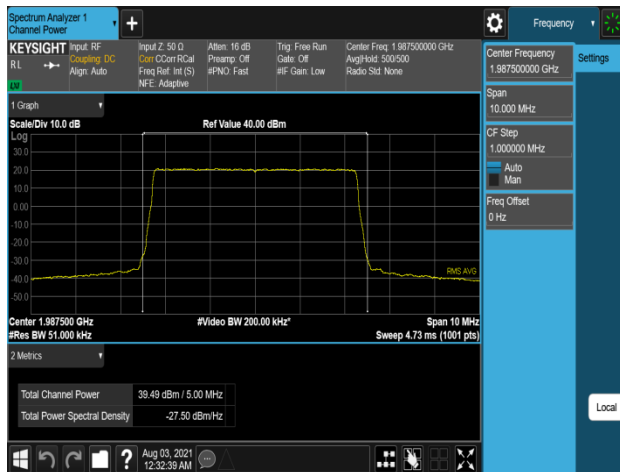 Spectrum Analyzer 1
Channel Power
Frequency
KEYSIGHT
RL
LXI
Input: RF
Coupling: DC
Align: Auto
Input Z: 50 Ω
Corr CCorr RCal
Freq Ref: Int (S)
NFE: Adaptive
Atten: 16 dB
Preamp: Off
#PNO: Fast
Trig: Free Run
Gate: Off
#IF Gain: Low
Center Freq: 1.987500000 GHz
Avg|Hold: 500/500
Radio Std: None
Center Frequency
1.987500000 GHz
Settings
Span
10.000 MHz
CF Step
1.000000 MHz
Auto
Man
Freq Offset
0 Hz
Local
1 Graph
Scale/Div 10.0 dB
Ref Value 40.00 dBm
Log
30.0
20.0
10.0
0.00
-10.0
-20.0
-30.0
-40.0
-50.0
RMS AVG
Center 1.987500 GHz
#Video BW 200.00 kHz*
Span 10 MHz
#Res BW 51.000 kHz
Sweep 4.73 ms (1001 pts)
2 Metrics
Total Channel Power 39.49 dBm / 5.00 MHz
Total Power Spectral Density -27.50 dBm/Hz
?
Aug 03, 2021
12:32:39 AM